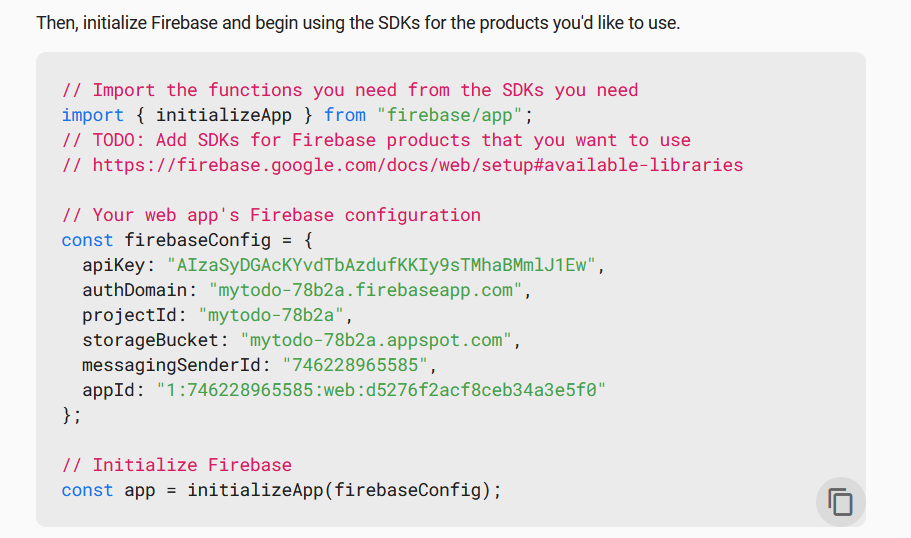 Then, initialize Firebase and begin using the SDKs for the products you'd like to use.
// Import the functions you need from the SDKs you need
import { initializeApp } from "firebase/app";
// TODO: Add SDKs for Firebase products that you want to use
// https://firebase.google.com/docs/web/setup#available-libraries
// Your web app's Firebase configuration
const firebaseConfig = {
  apiKey: "AIzaSyDGAcKYvdTbAzdufKKIy9sTMhaBMmlJ1Ew",
  authDomain: "mytodo-78b2a.firebaseapp.com",
  projectId: "mytodo-78b2a",
  storageBucket: "mytodo-78b2a.appspot.com",
  messagingSenderId: "746228965585",
  appId: "1:746228965585:web:d5276f2acf8ceb34a3e5f0"
};
// Initialize Firebase
const app = initializeApp(firebaseConfig);